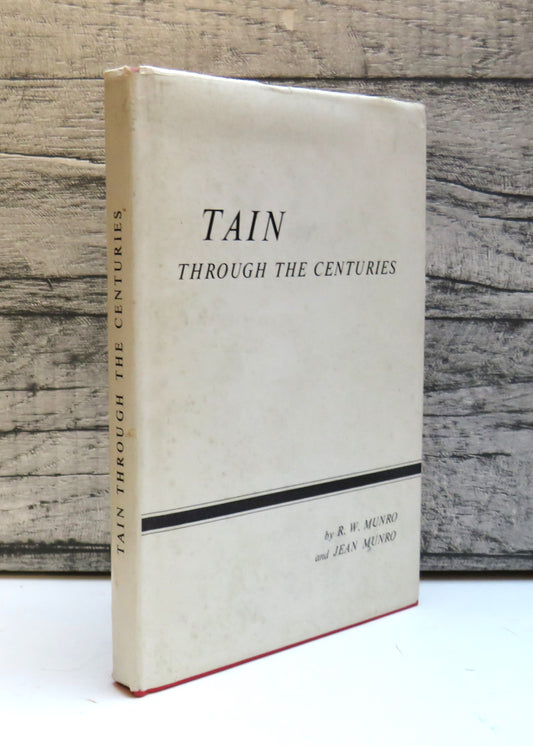 TAIN
THROUGH THE CENTURIES
by R. W. MUNRO
and JEAN MUNRO
TAIN THROUGH THE CENTURIES